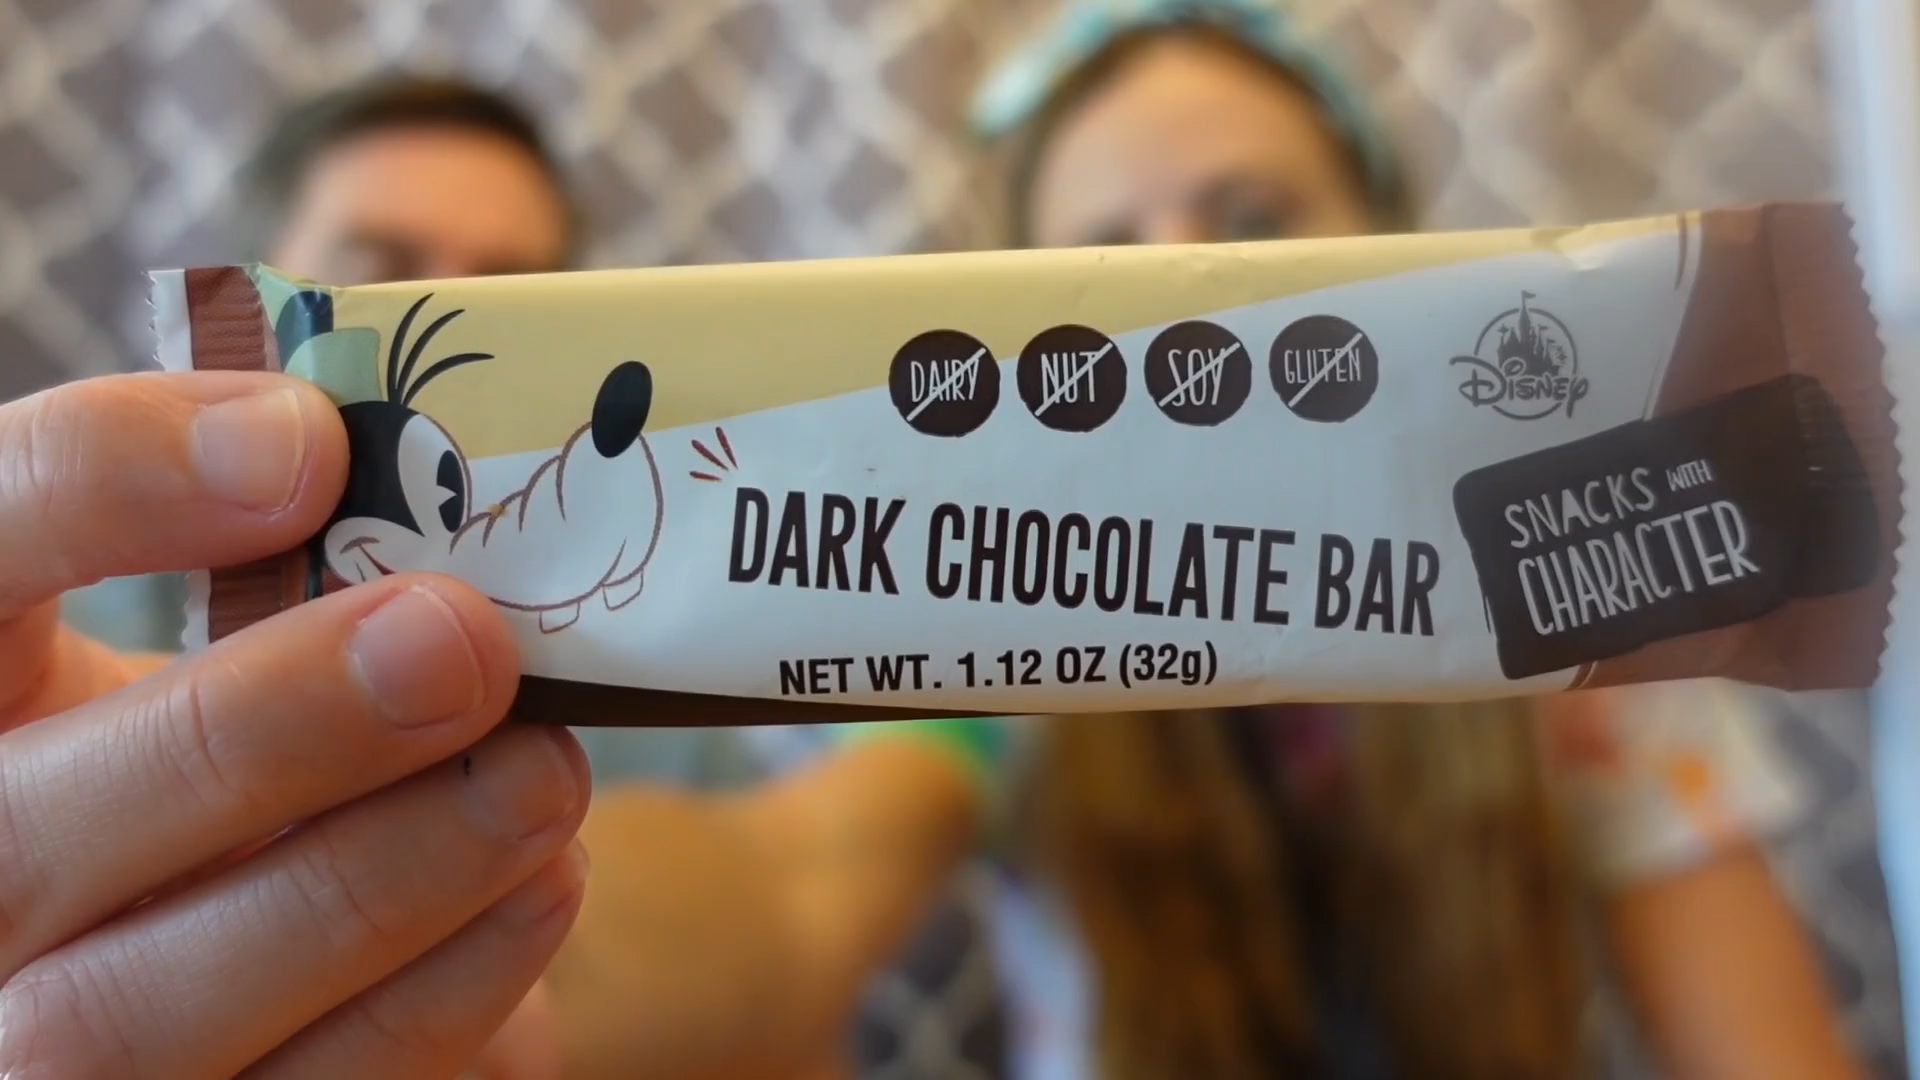 DAIRY NUT SOY GLUTEN
Disney
DARK CHOCOLATE BAR
SNACKS WITH
CHARACTER
NET WT. 1.12 OZ (32g)